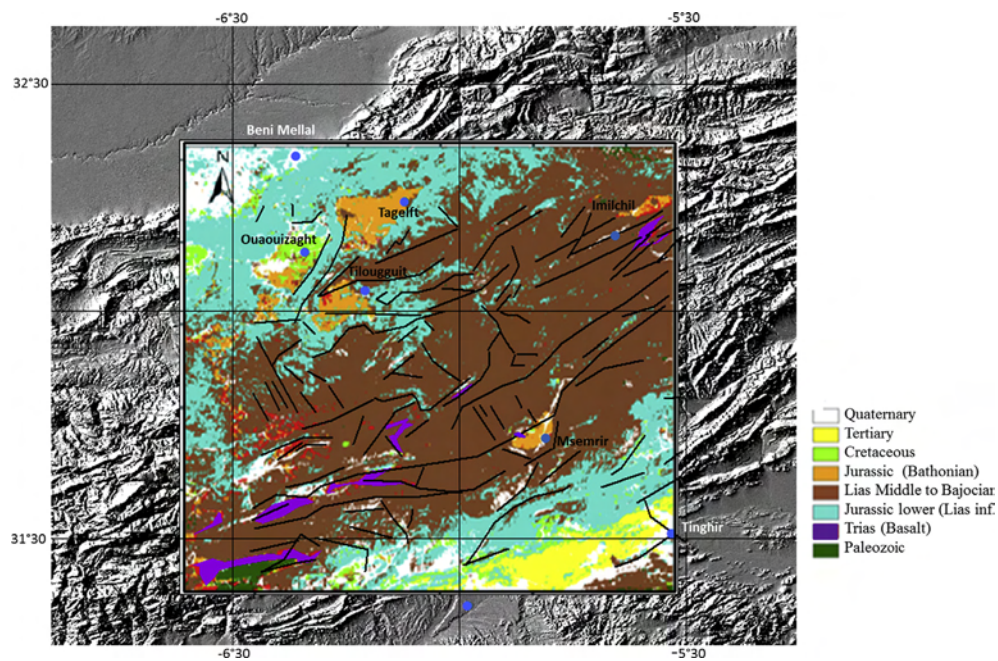 -6°30
-5°30
32°30
Beni Mellal
N
Tagelft
Imilchil
Ouaouizaght
Tilougguit
Msemrir
Tinghir
31°30
-6°30
-5°30
Quaternary
Tertiary
Cretaceous
Jurassic (Bathonian)
Lias Middle to Bajocian
Jurassic lower (Lias inf.
Trias (Basalt)
Paleozoic